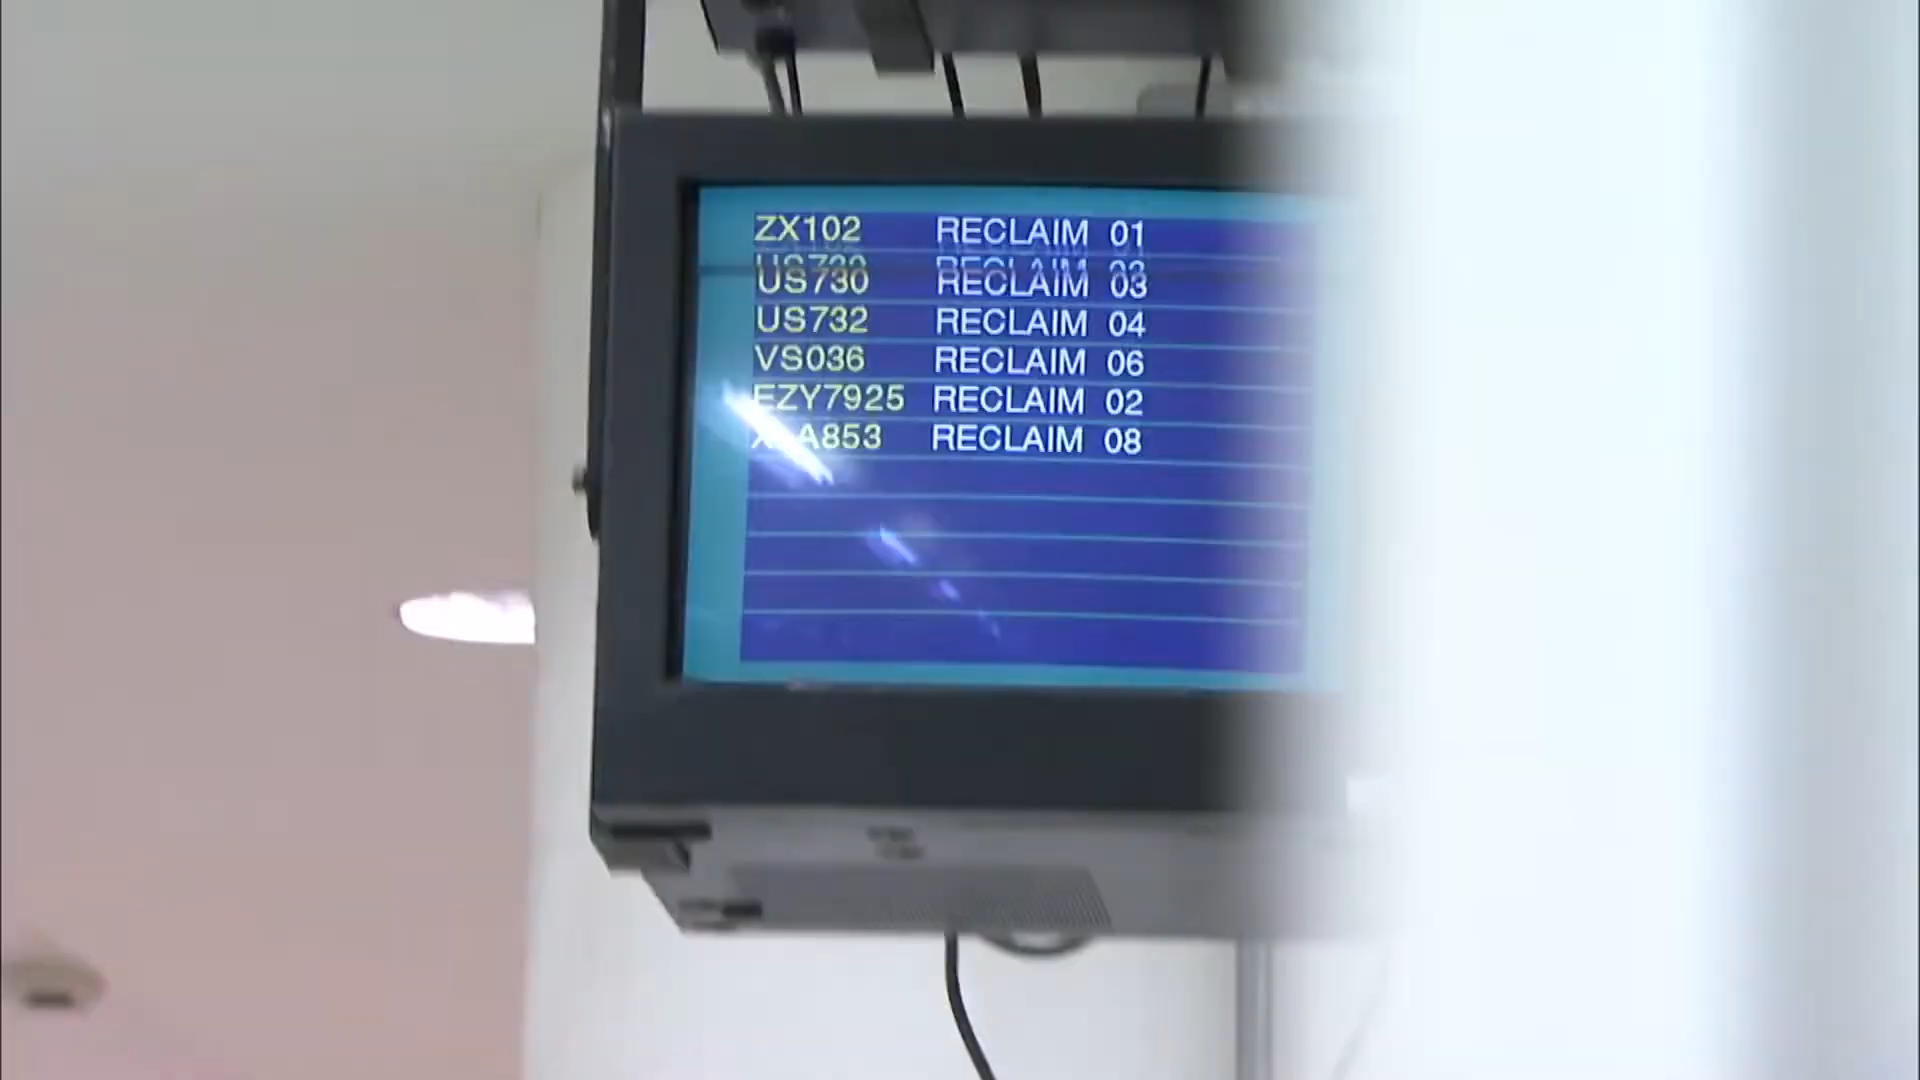 ZX102 RECLAIM 01
US730 RECLAIM 03
US732 RECLAIM 04
VS036 RECLAIM 06
EZY7925 RECLAIM 02
RECLAIM 08